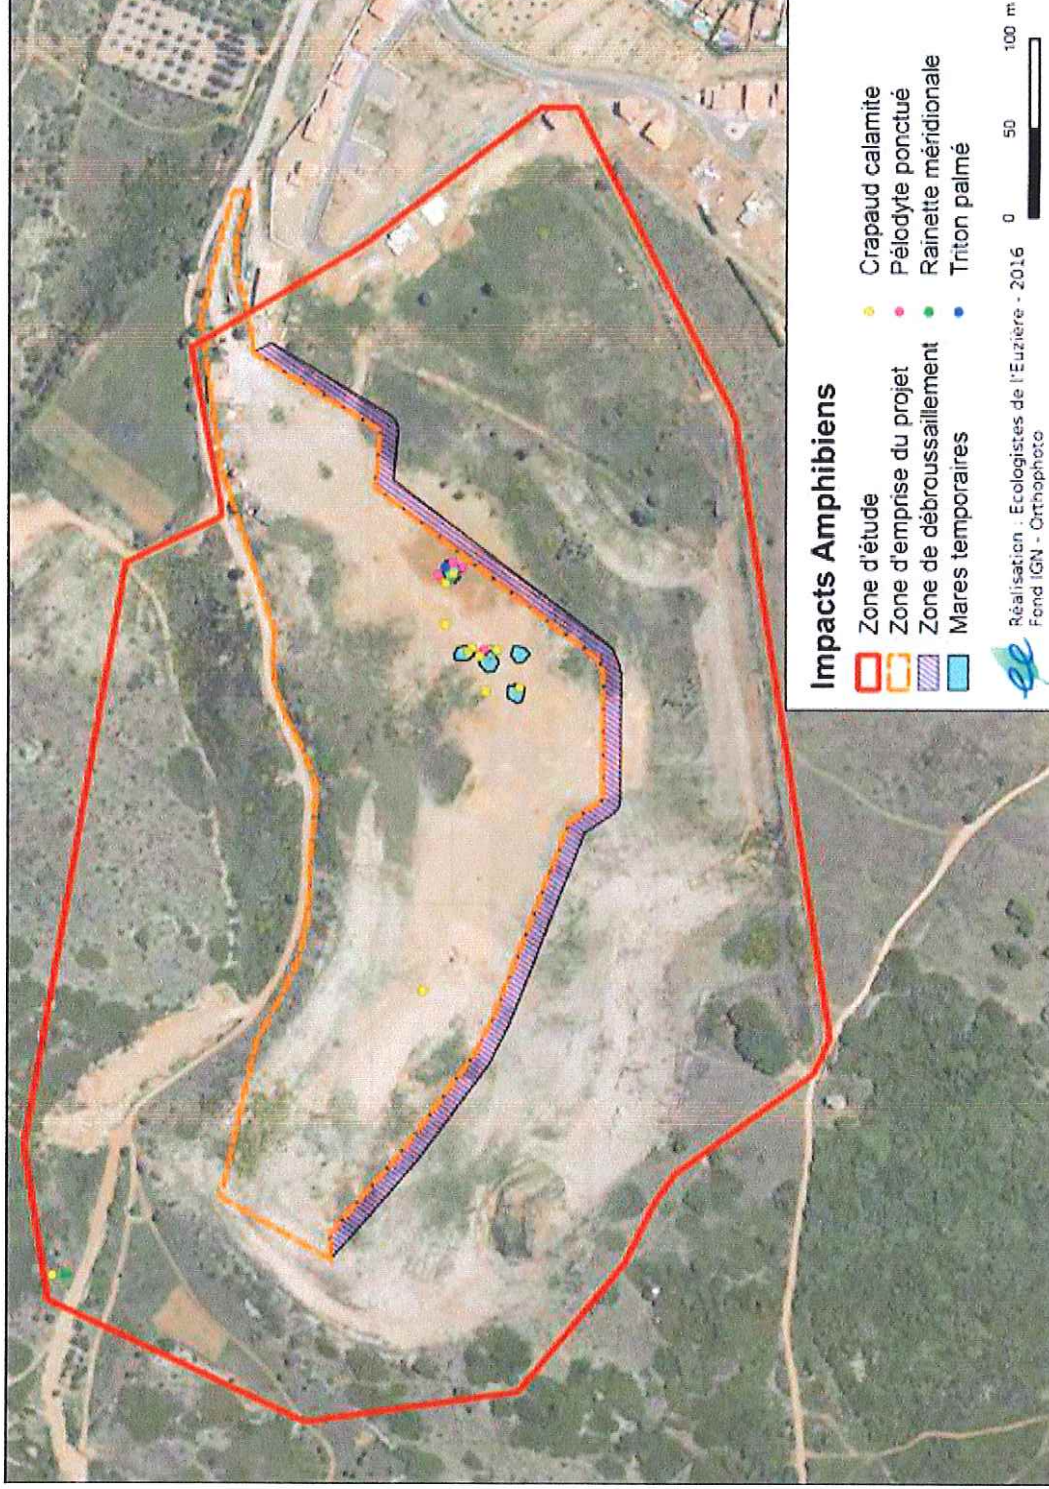 Impacts Amphibiens
Zone d'étude
Zone d'emprise du projet
Zone de débroussaillement
Mares temporaires
Crapaud calamite
Pélodyte ponctué
Rainette méridionale
Triton palmé
Réalisation : Ecologistes de l'Euzière - 2016
Fond IGN - Orthophoto
0 50 100 m